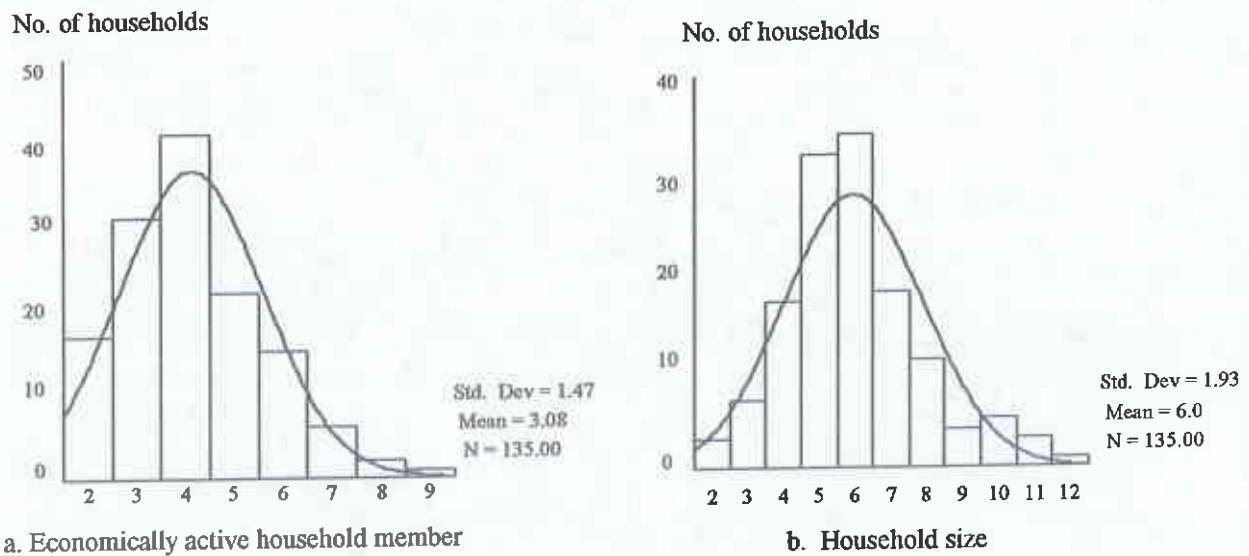 No. of households
50
40
30
20
10
0
2 3 4 5 6 7 8 9
Std. Dev = 1.47
Mean = 3.08
N = 135.00
a. Economically active household member
No. of households
40
30
20
10
0
2 3 4 5 6 7 8 9 10 11 12
Std. Dev = 1.93
Mean = 6.0
N = 135.00
b. Household size